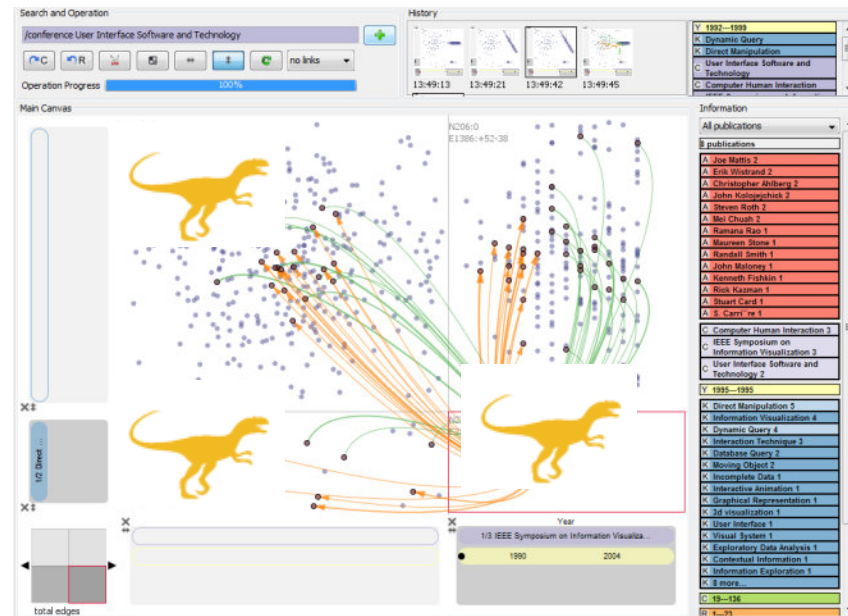 Search and Operation
/conference User Interface Software and Technology
C
R
no links
Operation Progress
100%
History
13:49:13
13:49:21
13:49:42
13:49:45
Y 1992---1999
K Dynamic Query
K Direct Manipulation
C User Interface Software and
Technology
C Computer Human Interaction
Main Canvas
N206:0
E1386:+52-38
1/2 Direct ...
Year
1/3 IEEE Symposium on Information Visualiza...
1990
2004
total edges
Information
All publications
8 publications
A Joe Mattis 2
A Erik Wistrand 2
A Christopher Ahlberg 2
A John Kolojejchick 2
A Steven Roth 2
A Mei Chuah 2
A Ramana Rao 1
A Maureen Stone 1
A Randall Smith 1
A John Maloney 1
A Kenneth Fishkin 1
A Rick Kazman 1
A Stuart Card 1
A S. Carri¨re 1
C Computer Human Interaction 3
C IEEE Symposium on
Information Visualization 3
C User Interface Software and
Technology 2
Y 1995---1995
K Direct Manipulation 5
K Information Visualization 4
K Dynamic Query 4
K Interaction Technique 3
K Database Query 2
K Moving Object 2
K Incomplete Data 1
K Interactive Animation 1
K Graphical Representation 1
K 3d visualization 1
K User Interface 1
K Visual System 1
K Exploratory Data Analysis 1
K Contextual Information 1
K Information Exploration 1
K 8 more...
C 19---136
R 1---23